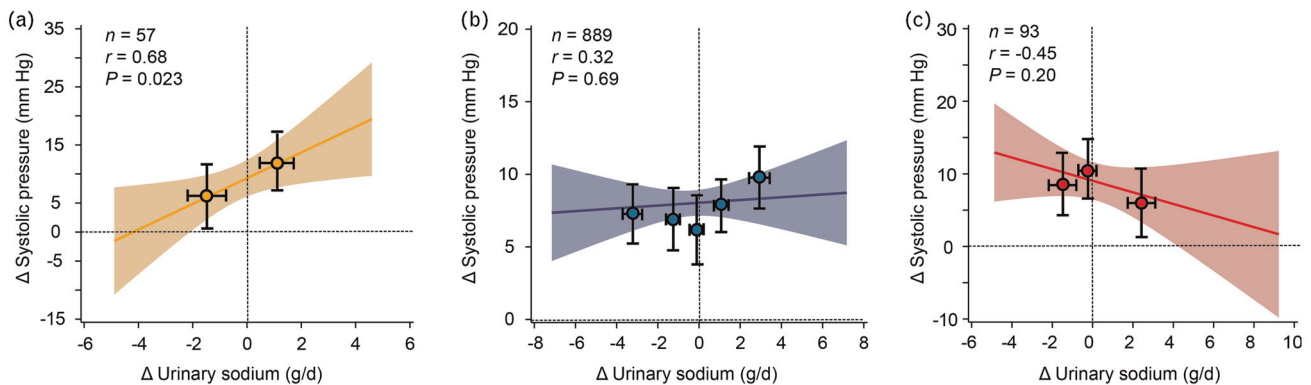 (a)
n = 57
r = 0.68
P = 0.023
Δ Systolic pressure (mm Hg)
35
25
15
5
0
-5
-15
-6
-4
-2
0
2
4
6
Δ Urinary sodium (g/d)
(b)
n = 889
r = 0.32
P = 0.69
Δ Systolic pressure (mm Hg)
20
15
10
5
0
-8
-6
-4
-2
0
2
4
6
8
Δ Urinary sodium (g/d)
(c)
n = 93
r = -0.45
P = 0.20
Δ Systolic pressure (mm Hg)
30
20
10
0
-10
-6
-4
-2
0
2
4
6
8
10
Δ Urinary sodium (g/d)